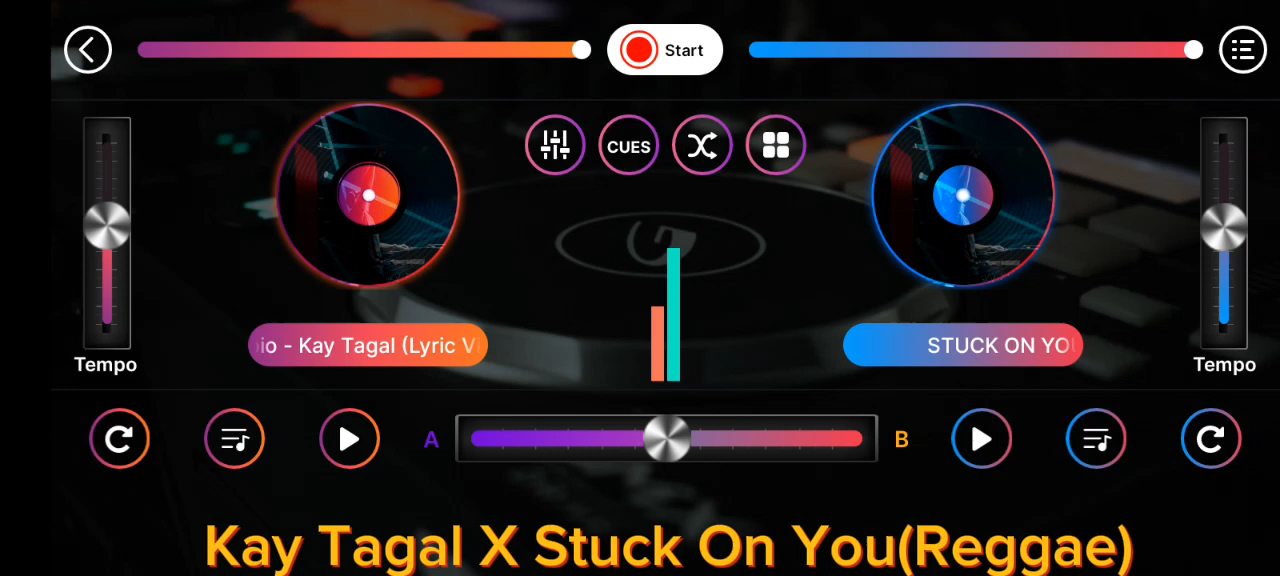 Start
CUES
io - Kay Tagal (Lyric V
STUCK ON YO
Tempo
Tempo
A
B
Kay Tagal X Stuck On You(Reggae)